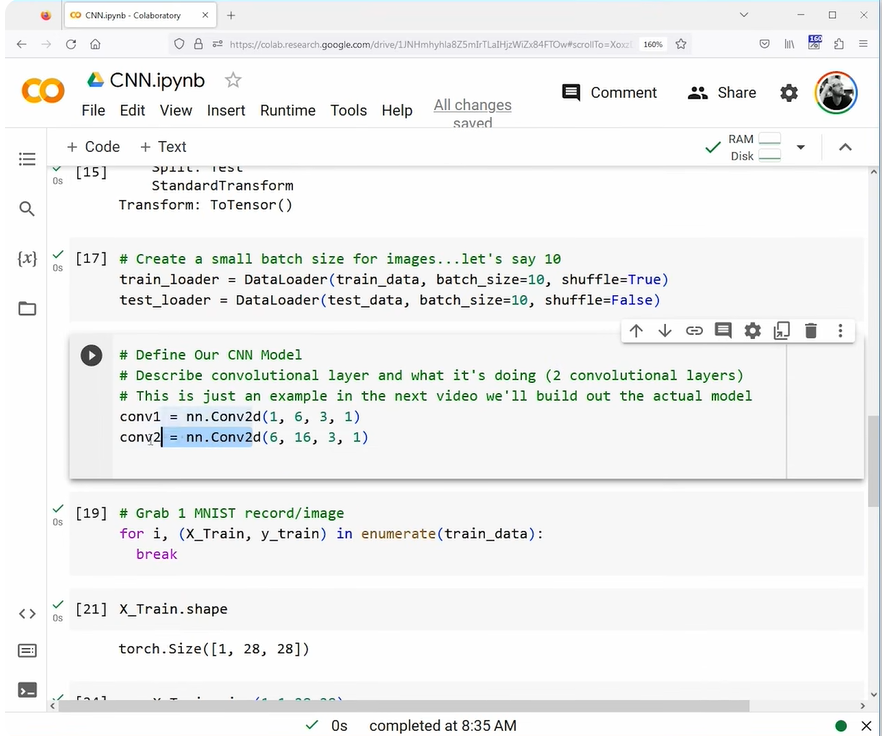 CNN.ipynb - Colaboratory
https://colab.research.google.com/drive/1JNHmhyhla8Z5mIrTLaIHjzWiZx84FTOw#scrollTo=Xoxz
160%
160
CNN.ipynb
File Edit View Insert Runtime Tools Help
All changes
saved
Comment
Share
+ Code + Text
RAM
Disk
0s
[15]
Split: Test
StandardTransform
Transform: ToTensor()
0s
[17] # Create a small batch size for images...let's say 10
train_loader = DataLoader(train_data, batch_size=10, shuffle=True)
test_loader = DataLoader(test_data, batch_size=10, shuffle=False)
# Define Our CNN Model
# Describe convolutional layer and what it's doing (2 convolutional layers)
# This is just an example in the next video we'll build out the actual model
conv1 = nn.Conv2d(1, 6, 3, 1)
conv2 = nn.Conv2d(6, 16, 3, 1)
0s
[19] # Grab 1 MNIST record/image
for i, (X_Train, y_train) in enumerate(train_data):
break
0s
[21] X_Train.shape
torch.Size([1, 28, 28])
0s completed at 8:35 AM